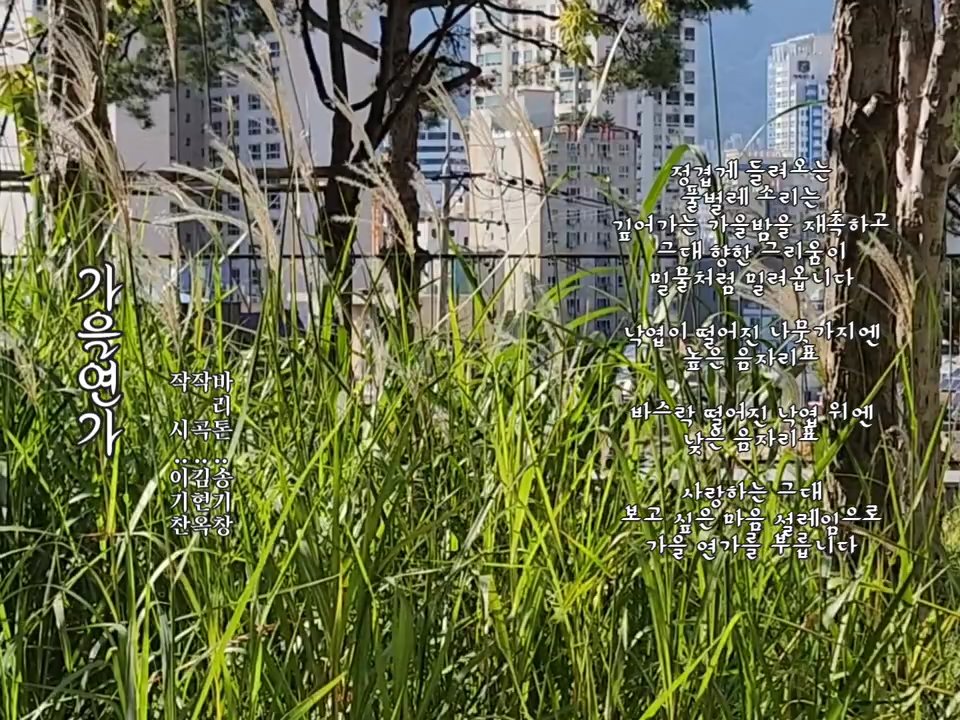 가을연가
작시 : 이기찬
작곡 : 김현옥
바리톤 : 송기창
정겹게 들려오는
풀벌레 소리는
깊어가는 가을밤을 재촉하고
그대 향한 그리움이
밀물처럼 밀려옵니다
낙엽이 떨어진 나뭇가지엔
높은 음자리표
바스락 떨어진 낙엽 위엔
낮은 음자리표
사랑하는 그대
보고 싶은 마음 설레임으로
가을 연가를 부릅니다